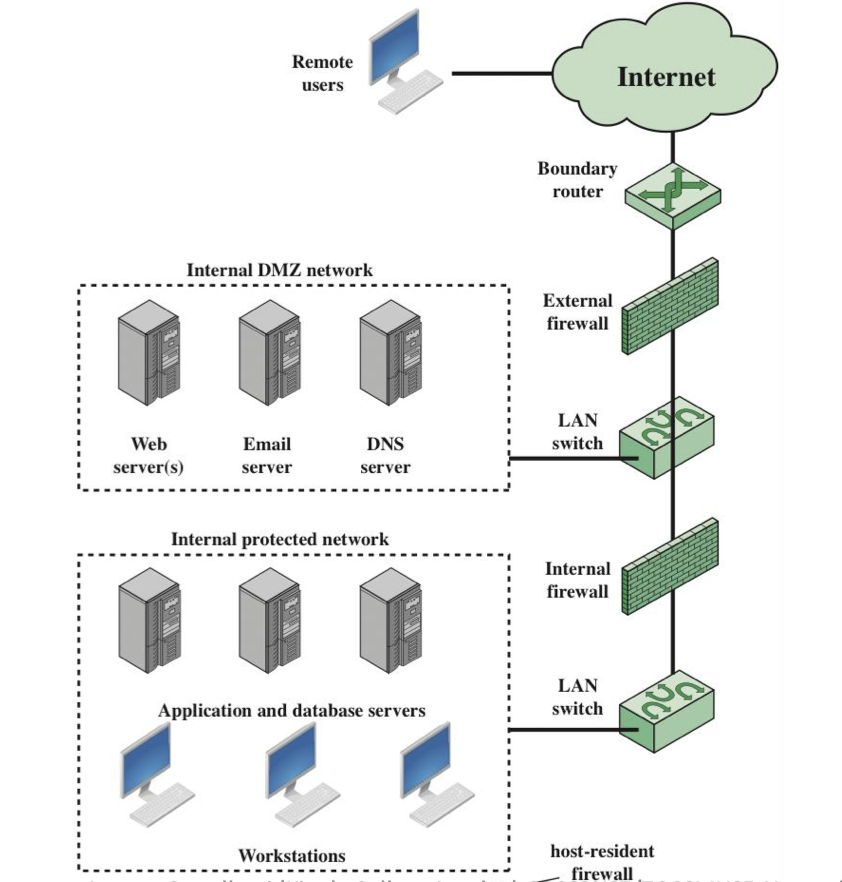 Remote
users
Internet
Boundary
router
Internal DMZ network
External
firewall
Web
server(s)
Email
server
DNS
server
LAN
switch
Internal protected network
Internal
firewall
Application and database servers
LAN
switch
Workstations
host-resident
firewall